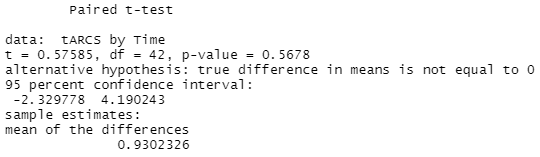 Paired t-test
data:  tARCS by Time
t = 0.57585, df = 42, p-value = 0.5678
alternative hypothesis: true difference in means is not equal to 0
95 percent confidence interval:
-2.329778  4.190243
sample estimates:
mean of the differences
0.9302326